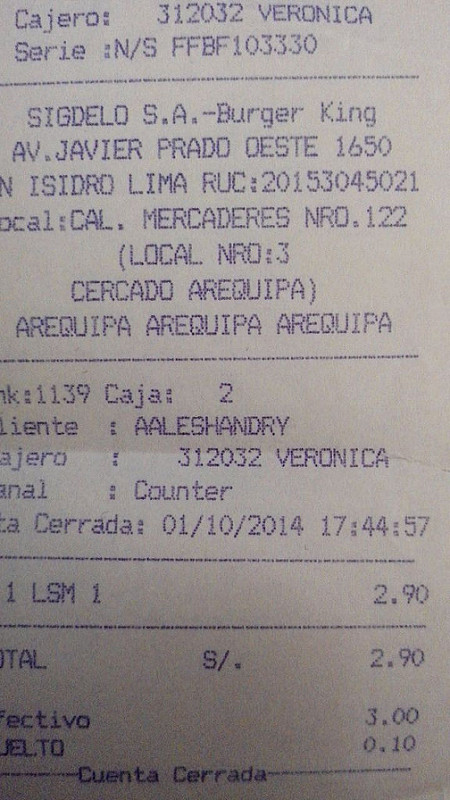 Cajero: 312032 VERONICA
Serie :N/S FFBF103330
SIGDELO S.A.-Burger King
AV.JAVIER PRADO OESTE 1650
N ISIDRO LIMA RUC:20153045021
ocal:CAL. MERCADERES NRO.122
(LOCAL NRO:3
CERCADO AREQUIPA)
AREQUIPA AREQUIPA AREQUIPA
nk:1139 Caja: 2
liente : AALESHANDRY
ajero : 312032 VERONICA
anal : Counter
ta Cerrada: 01/10/2014 17:44:57
1 LSM 1 2.90
OTAL S/. 2.90
fectivo 3.00
UELTO 0.10
Cuenta Cerrada